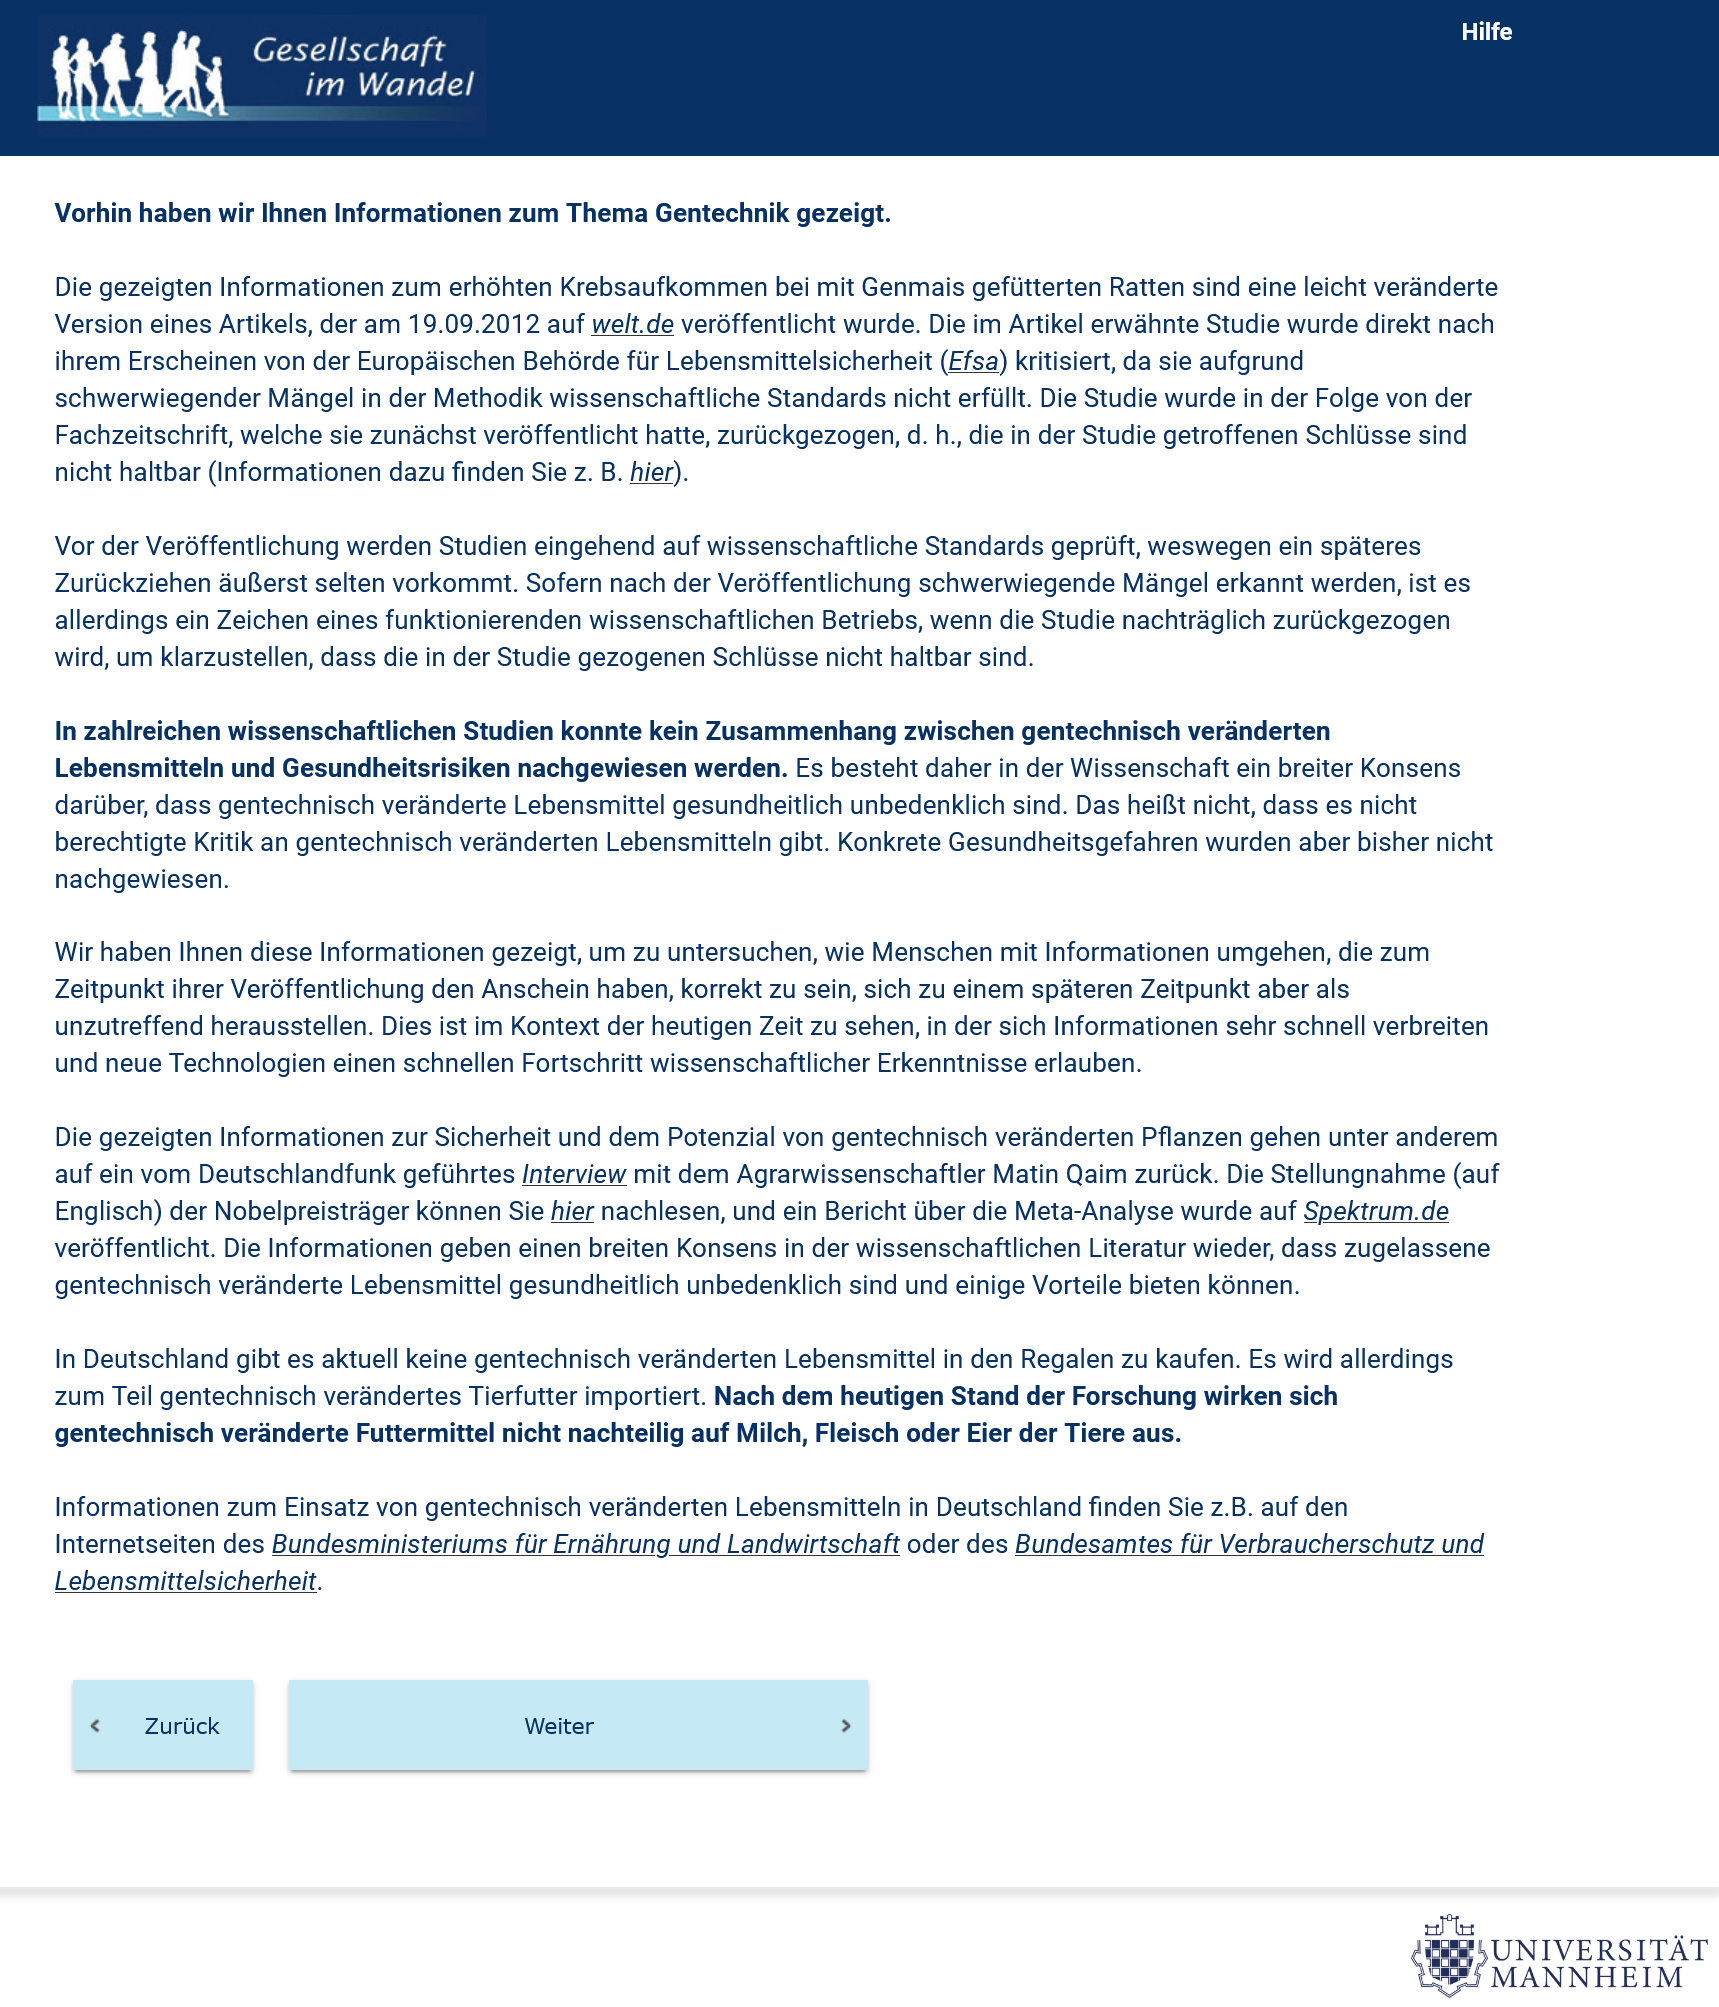 Gesellschaft
im Wandel
Hilfe
Vorhin haben wir Ihnen Informationen zum Thema Gentechnik gezeigt.
Die gezeigten Informationen zum erhöhten Krebsaufkommen bei mit Genmais gefütterten Ratten sind eine leicht veränderte
Version eines Artikels, der am 19.09.2012 auf welt.de veröffentlicht wurde. Die im Artikel erwähnte Studie wurde direkt nach
ihrem Erscheinen von der Europäischen Behörde für Lebensmittelsicherheit (Efsa) kritisiert, da sie aufgrund
schwerwiegender Mängel in der Methodik wissenschaftliche Standards nicht erfüllt. Die Studie wurde in der Folge von der
Fachzeitschrift, welche sie zunächst veröffentlicht hatte, zurückgezogen, d. h., die in der Studie getroffenen Schlüsse sind
nicht haltbar (Informationen dazu finden Sie z. B. hier).
Vor der Veröffentlichung werden Studien eingehend auf wissenschaftliche Standards geprüft, weswegen ein späteres
Zurückziehen äußerst selten vorkommt. Sofern nach der Veröffentlichung schwerwiegende Mängel erkannt werden, ist es
allerdings ein Zeichen eines funktionierenden wissenschaftlichen Betriebs, wenn die Studie nachträglich zurückgezogen
wird, um klarzustellen, dass die in der Studie gezogenen Schlüsse nicht haltbar sind.
In zahlreichen wissenschaftlichen Studien konnte kein Zusammenhang zwischen gentechnisch veränderten
Lebensmitteln und Gesundheitsrisiken nachgewiesen werden. Es besteht daher in der Wissenschaft ein breiter Konsens
darüber, dass gentechnisch veränderte Lebensmittel gesundheitlich unbedenklich sind. Das heißt nicht, dass es nicht
berechtigte Kritik an gentechnisch veränderten Lebensmitteln gibt. Konkrete Gesundheitsgefahren wurden aber bisher nicht
nachgewiesen.
Wir haben Ihnen diese Informationen gezeigt, um zu untersuchen, wie Menschen mit Informationen umgehen, die zum
Zeitpunkt ihrer Veröffentlichung den Anschein haben, korrekt zu sein, sich zu einem späteren Zeitpunkt aber als
unzutreffend herausstellen. Dies ist im Kontext der heutigen Zeit zu sehen, in der sich Informationen sehr schnell verbreiten
und neue Technologien einen schnellen Fortschritt wissenschaftlicher Erkenntnisse erlauben.
Die gezeigten Informationen zur Sicherheit und dem Potenzial von gentechnisch veränderten Pflanzen gehen unter anderem
auf ein vom Deutschlandfunk geführtes Interview mit dem Agrarwissenschaftler Matin Qaim zurück. Die Stellungnahme (auf
Englisch) der Nobelpreisträger können Sie hier nachlesen, und ein Bericht über die Meta-Analyse wurde auf Spektrum.de
veröffentlicht. Die Informationen geben einen breiten Konsens in der wissenschaftlichen Literatur wieder, dass zugelassene
gentechnisch veränderte Lebensmittel gesundheitlich unbedenklich sind und einige Vorteile bieten können.
In Deutschland gibt es aktuell keine gentechnisch veränderten Lebensmittel in den Regalen zu kaufen. Es wird allerdings
zum Teil gentechnisch verändertes Tierfutter importiert. Nach dem heutigen Stand der Forschung wirken sich
gentechnisch veränderte Futtermittel nicht nachteilig auf Milch, Fleisch oder Eier der Tiere aus.
Informationen zum Einsatz von gentechnisch veränderten Lebensmitteln in Deutschland finden Sie z.B. auf den
Internetseiten des Bundesministeriums für Ernährung und Landwirtschaft oder des Bundesamtes für Verbraucherschutz und
Lebensmittelsicherheit.
Zurück
Weiter
UNIVERSITÄT
MANNHEIM